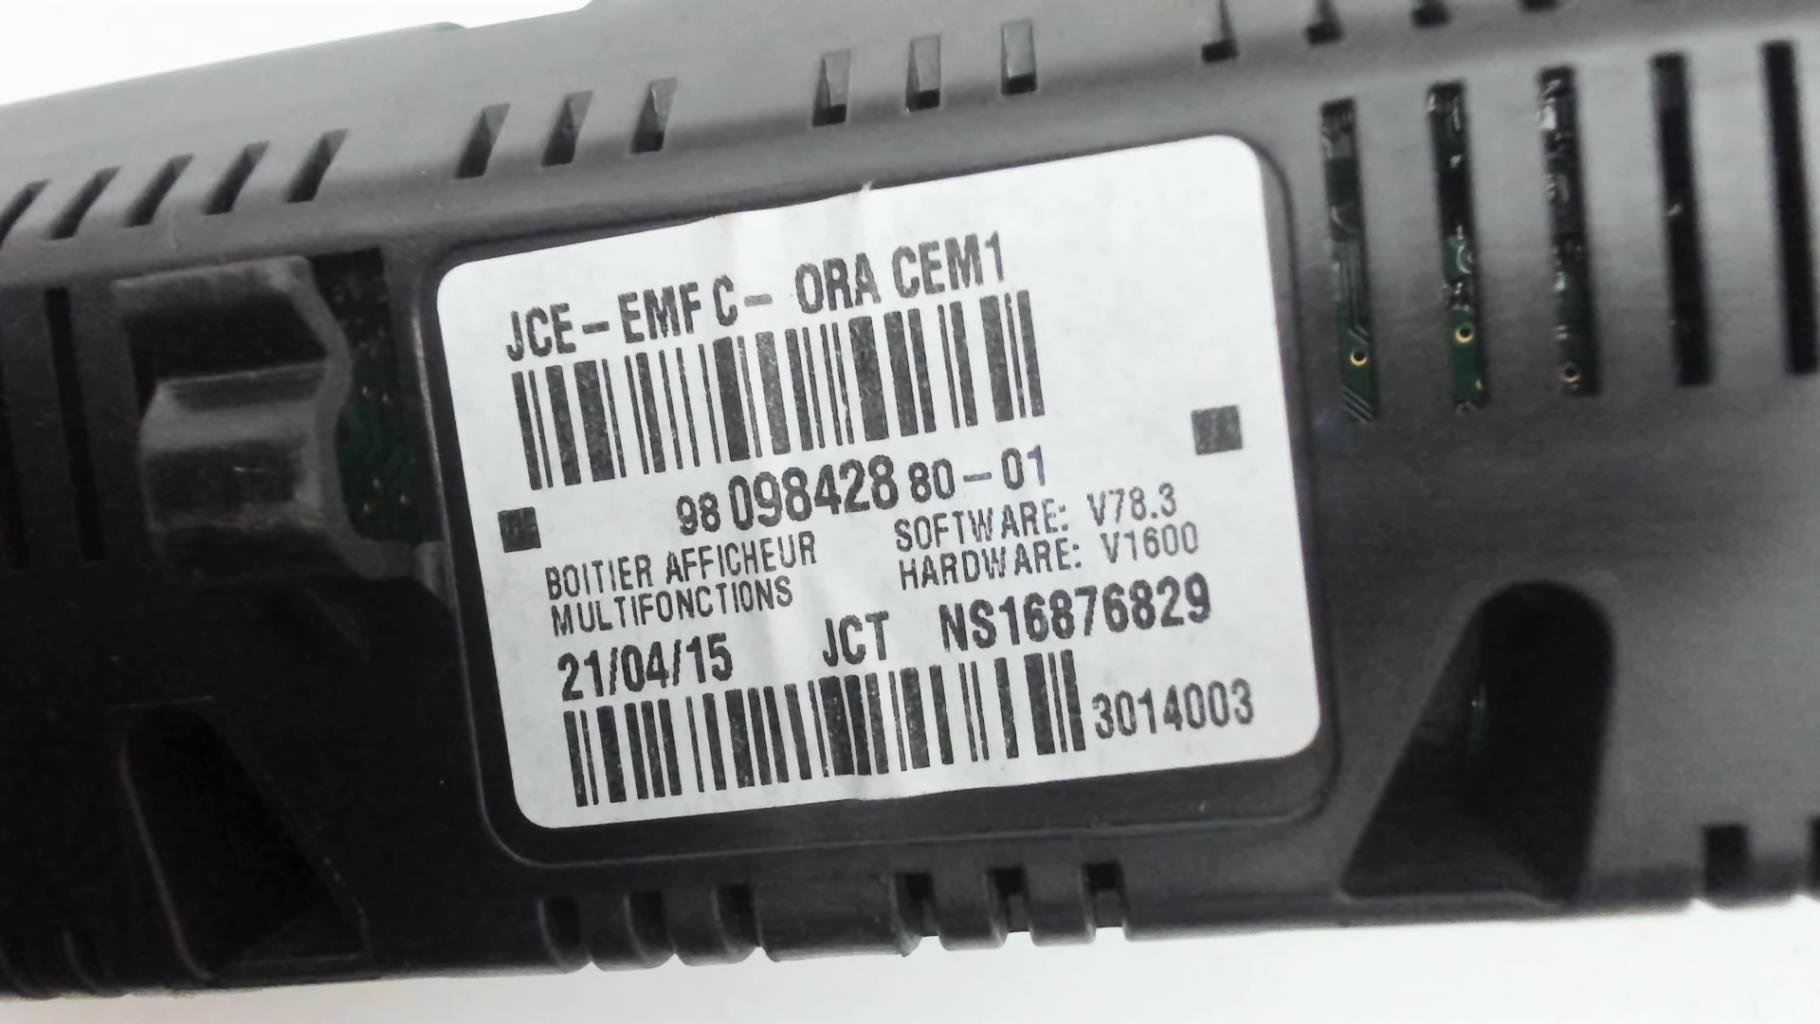 JCE-EMF C- ORA CEM1
98 098428 80-01
BOITIER AFFICHEUR SOFTWARE: V78.3
MULTIFONCTIONS HARDWARE: V1600
21/04/15 JCT NS16876829
3014003